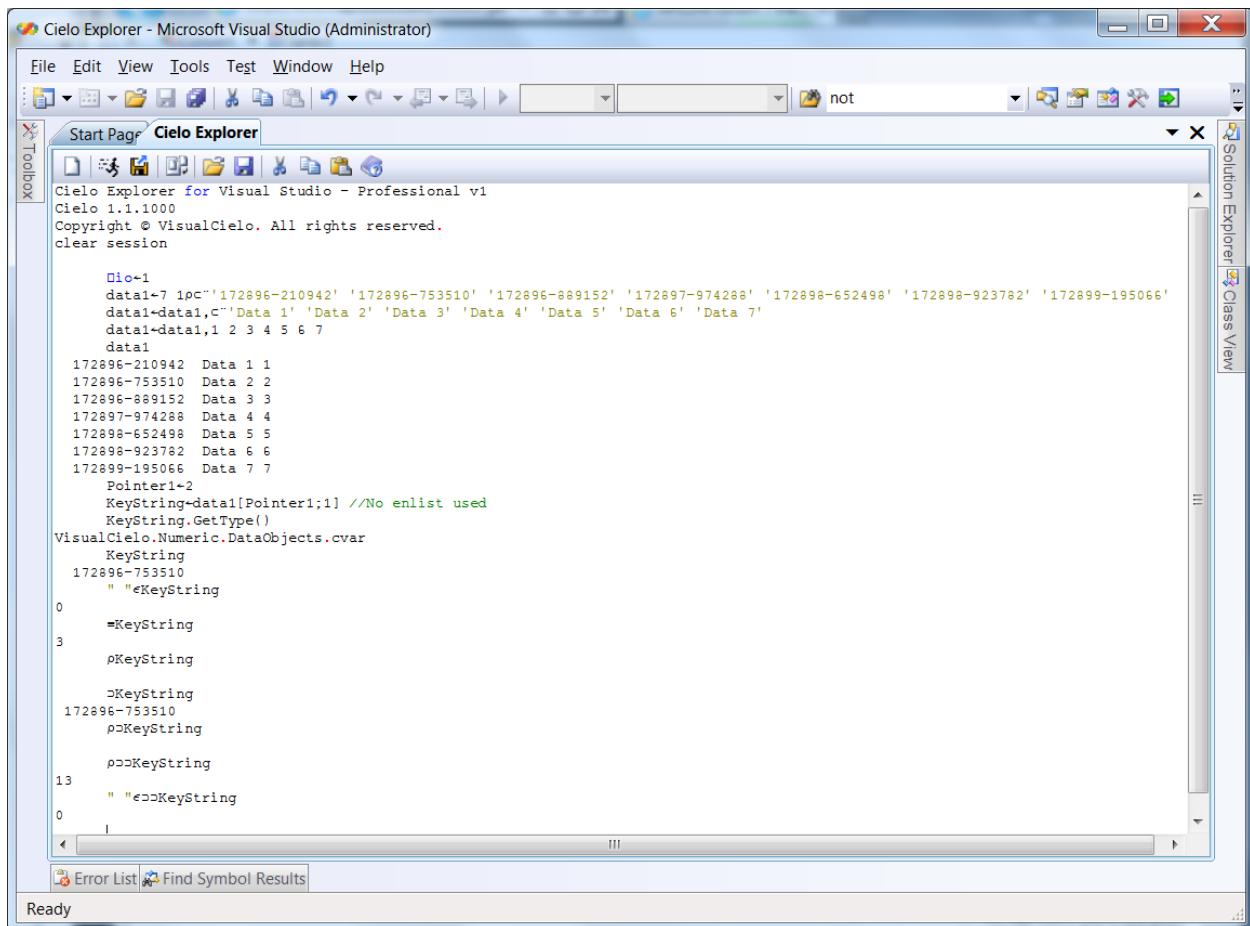 Cielo Explorer - Microsoft Visual Studio (Administrator)
File Edit View Tools Test Window Help
not
Toolbox
Start Page Cielo Explorer
Solution Explorer
Class View
Cielo Explorer for Visual Studio - Professional v1
Cielo 1.1.1000
Copyright © VisualCielo. All rights reserved.
clear session
⎕io←1
data1←7 1⍴⊂¨'172896-210942' '172896-753510' '172896-889152' '172897-974288' '172898-652498' '172898-923782' '172899-195066'
data1←data1,⊂¨'Data 1' 'Data 2' 'Data 3' 'Data 4' 'Data 5' 'Data 6' 'Data 7'
data1←data1,1 2 3 4 5 6 7
data1
172896-210942 Data 1 1
172896-753510 Data 2 2
172896-889152 Data 3 3
172897-974288 Data 4 4
172898-652498 Data 5 5
172898-923782 Data 6 6
172899-195066 Data 7 7
Pointer1←2
KeyString←data1[Pointer1;1] //No enlist used
KeyString.GetType()
VisualCielo.Numeric.DataObjects.cvar
KeyString
172896-753510
" "∊KeyString
0
≡KeyString
3
⍴KeyString
⊃KeyString
172896-753510
⍴⊃KeyString
⍴⊃⊃KeyString
13
" "∊⊃⊃KeyString
0
Error List Find Symbol Results
Ready